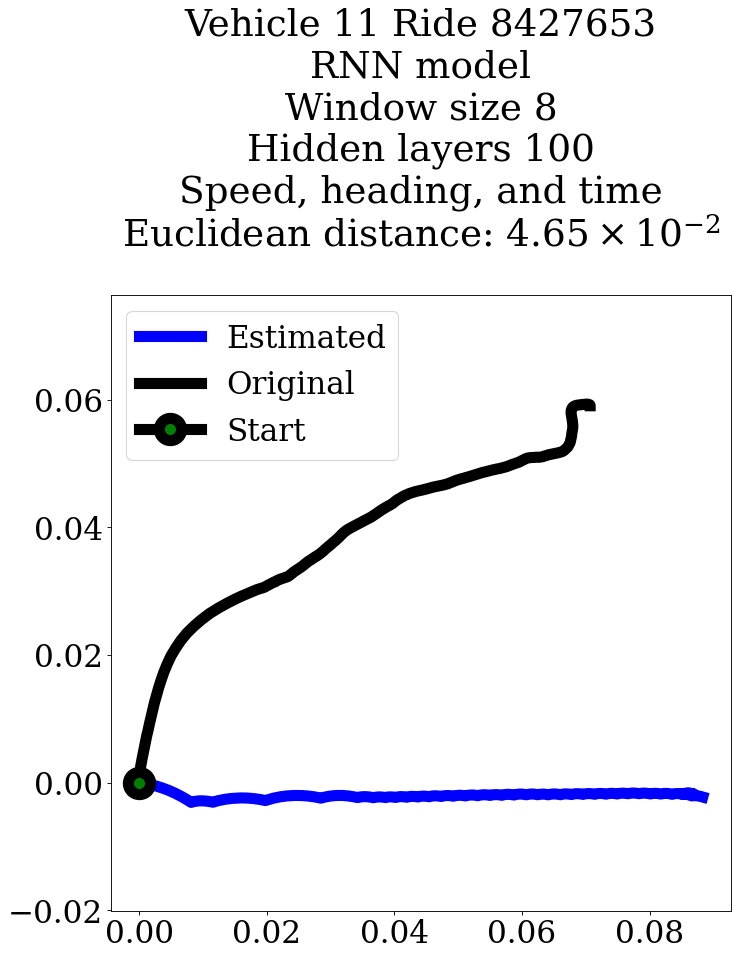 Vehicle 11 Ride 8427653
RNN model
Window size 8
Hidden layers 100
Speed, heading, and time
Euclidean distance: 4.65 × 10⁻²
Estimated
Original
Start
0.06
0.04
0.02
0.00
−0.02
0.00 0.02 0.04 0.06 0.08